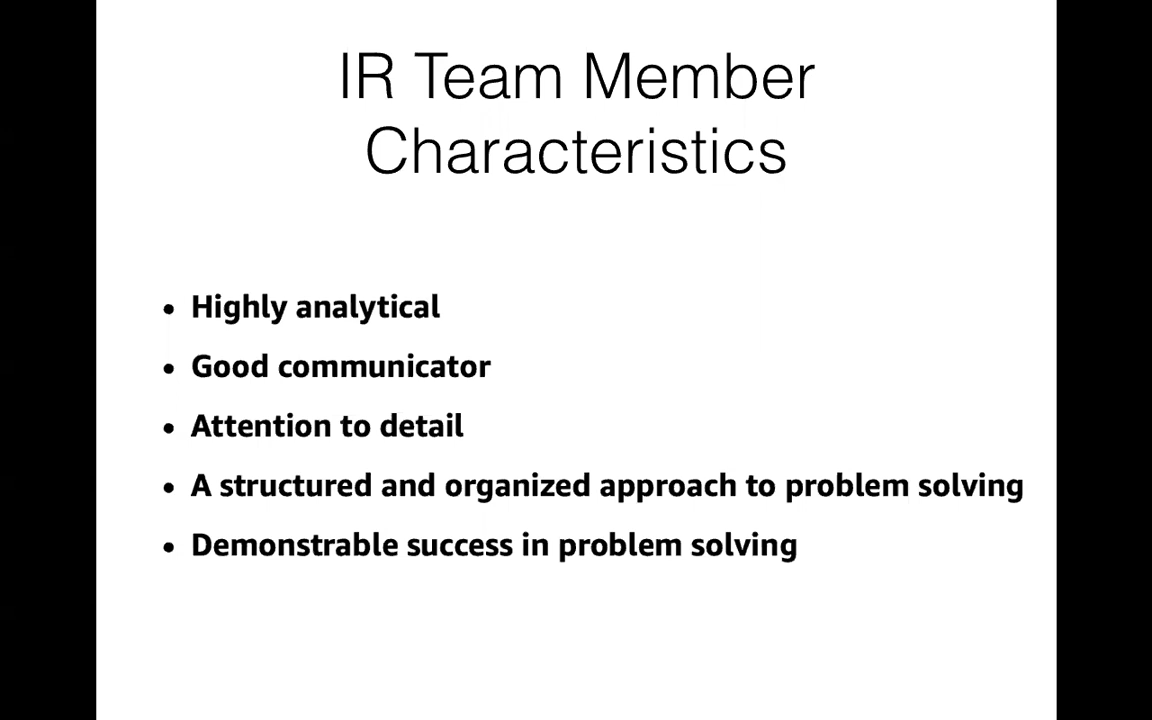 IR Team Member
Characteristics
• Highly analytical
• Good communicator
• Attention to detail
• A structured and organized approach to problem solving
• Demonstrable success in problem solving